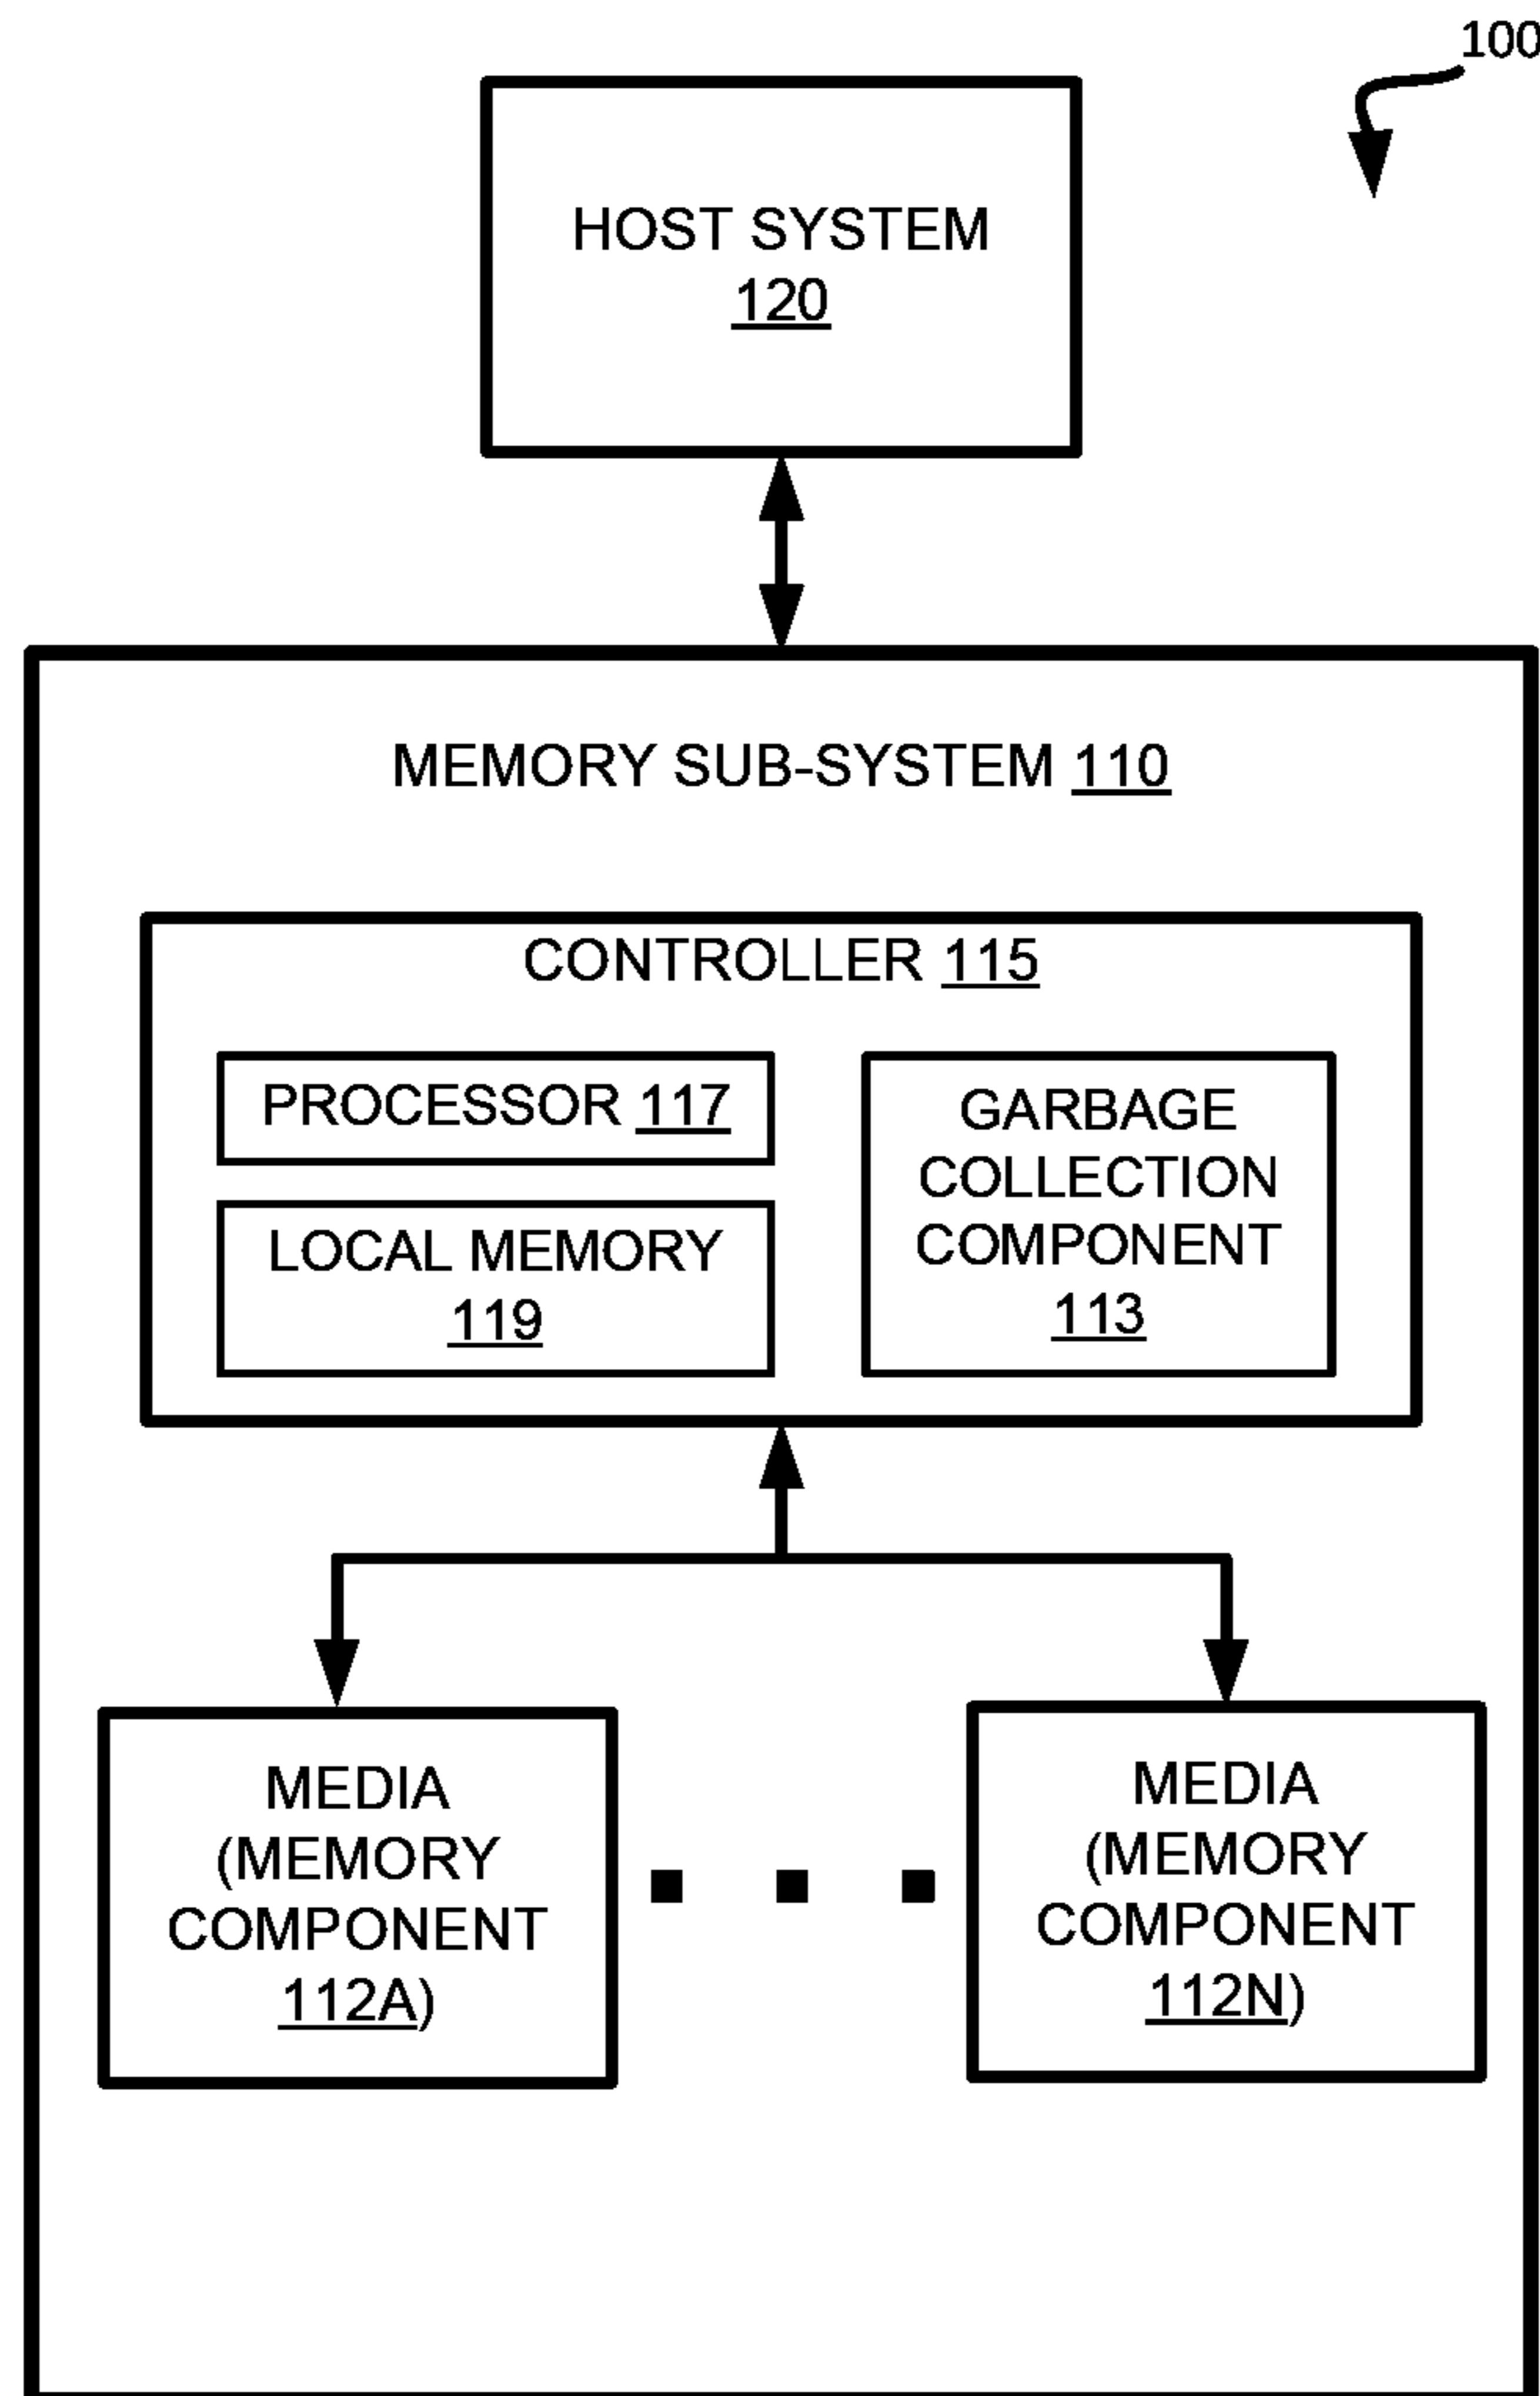 100
HOST SYSTEM
120
MEMORY SUB-SYSTEM 110
CONTROLLER 115
PROCESSOR 117
LOCAL MEMORY
119
GARBAGE
COLLECTION
COMPONENT
113
MEDIA
(MEMORY
COMPONENT
112A)
MEDIA
(MEMORY
COMPONENT
112N)